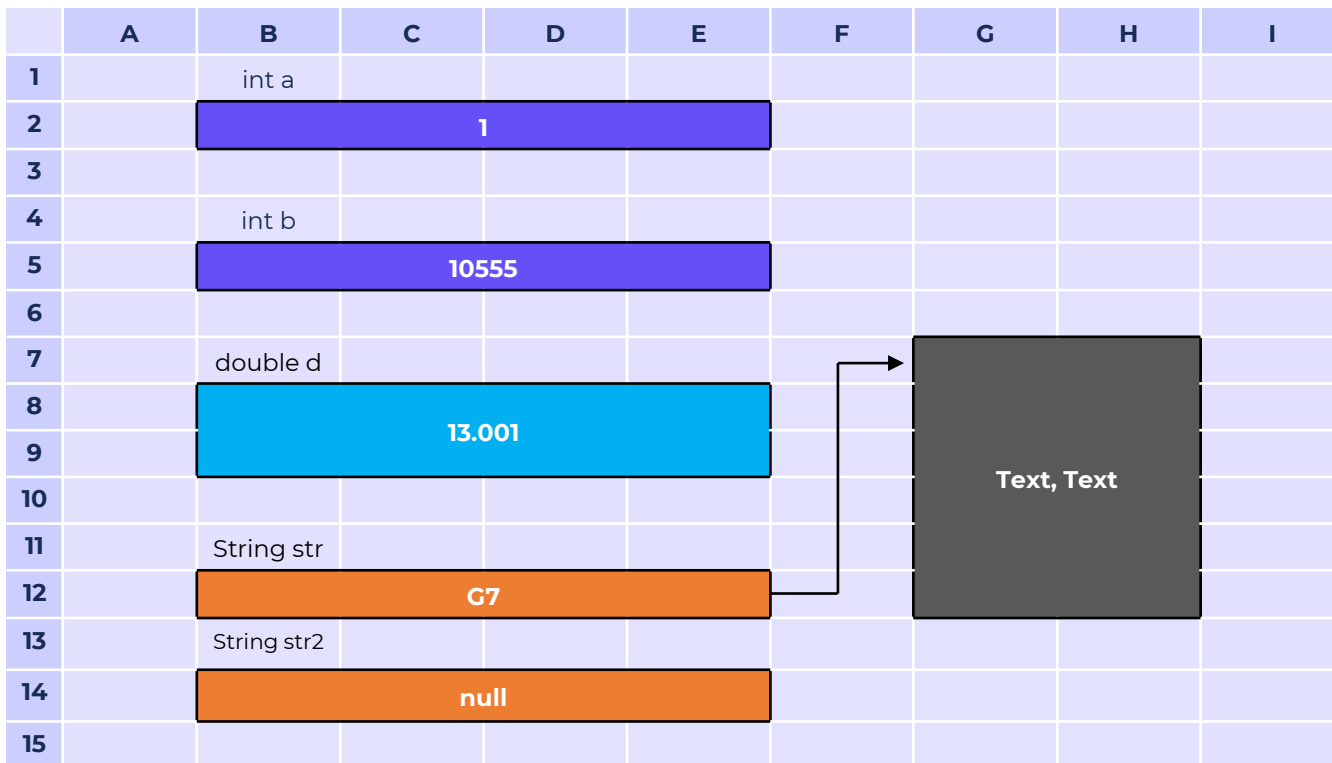 A B C D E F G H I
1 int a
2 1
3
4 int b
5 10555
6
7 double d
8
13.001
9
10 Text, Text
11 String str
12 G7
13 String str2
14 null
15